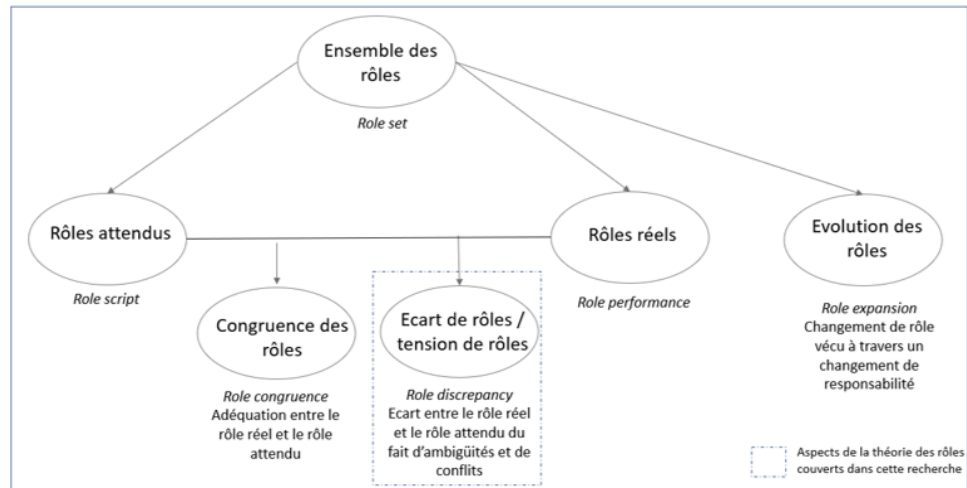 Ensemble des
rôles
Role set
Rôles attendus
Role script
Rôles réels
Role performance
Evolution des
rôles
Role expansion
Changement de rôle
vécu à travers un
changement de
responsabilité
Congruence des
rôles
Role congruence
Adéquation entre le
rôle réel et le rôle
attendu
Ecart de rôles /
tension de rôles
Role discrepancy
Ecart entre le rôle réel
et le rôle attendu du
fait d'ambigüités et de
conflits
Aspects de la théorie des rôles
couverts dans cette recherche